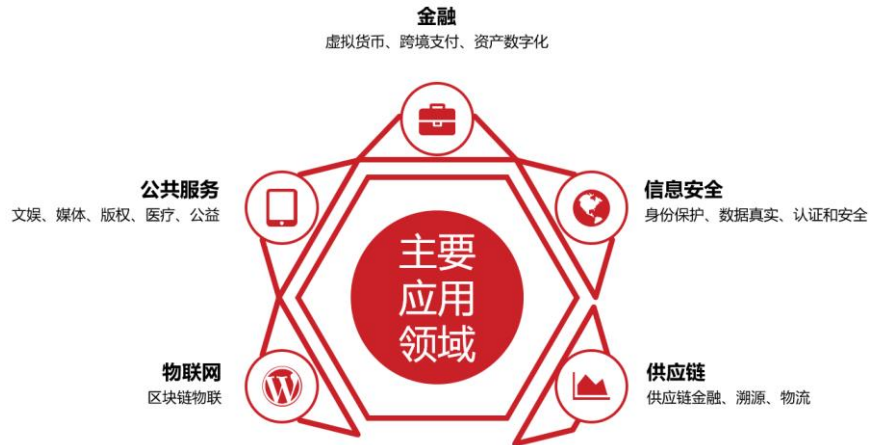 金融
虚拟货币、跨境支付、资产数字化
公共服务
文娱、媒体、版权、医疗、公益
信息安全
身份保护、数据真实、认证和安全
主要
应用
领域
物联网
区块链物联
供应链
供应链金融、溯源、物流